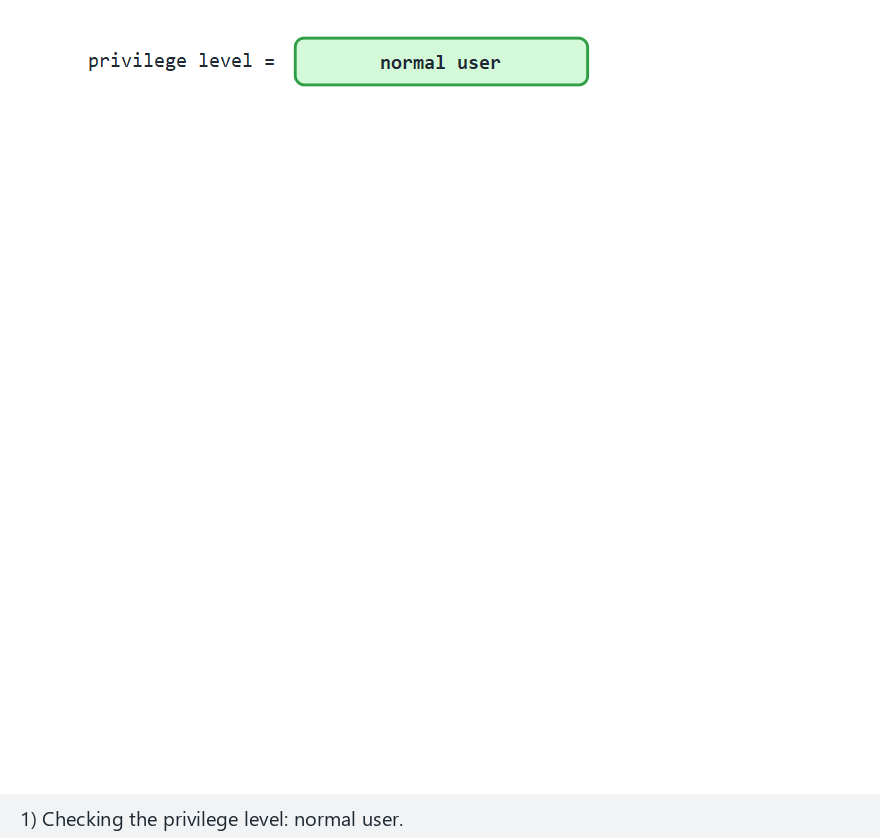 privilege level = normal user
1) Checking the privilege level: normal user.